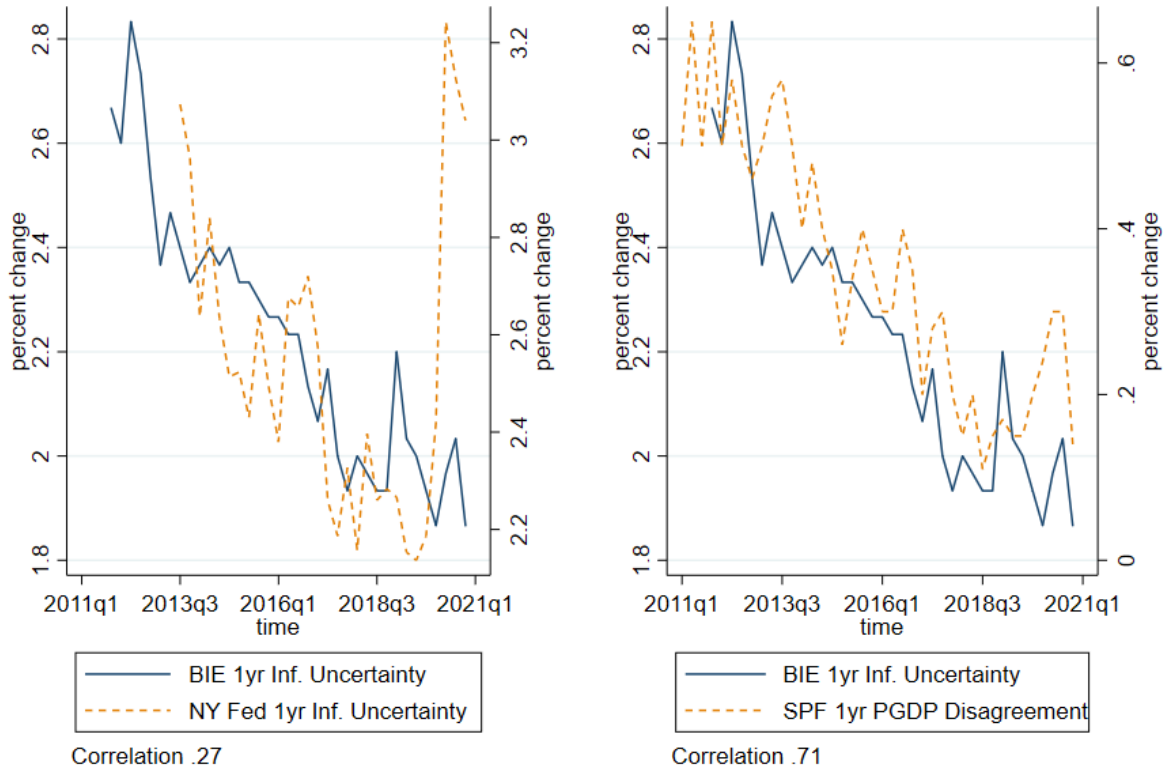 percent change
1.8 2 2.2 2.4 2.6 2.8
2.2 2.4 2.6 2.8 3 3.2
percent change
2011q1 2013q3 2016q1 2018q3 2021q1
time
BIE 1yr Inf. Uncertainty
NY Fed 1yr Inf. Uncertainty
Correlation .27
percent change
1.8 2 2.2 2.4 2.6 2.8
0 .2 .4 .6
percent change
2011q1 2013q3 2016q1 2018q3 2021q1
time
BIE 1yr Inf. Uncertainty
SPF 1yr PGDP Disagreement
Correlation .71